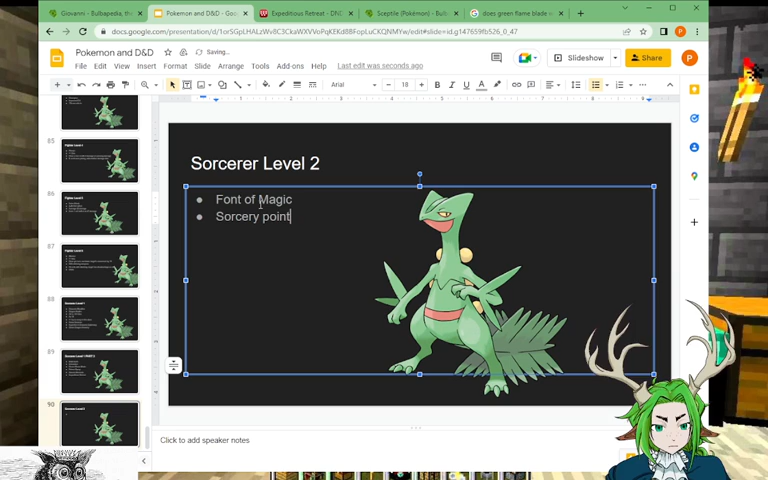 Giovanni - Bulbapedia, the
Pokemon and D&D - Goo
Expeditious Retreat - DND
Sceptile (Pokémon) - Bulb
does green flame blade w
docs.google.com/presentation/d/1orSGpLHC4yc8C3CkaWXVVoPqKEKdBBFopLuCKQNMYw/edit#slide=id.g147659fb526_0_47
Pokemon and D&D
Saving...
File Edit View Insert Format Slide Arrange Tools Add-ons Help Last edit was seconds ago
Slideshow
Share
P
Arial
18
85
86
87
88
89
90
Sorcerer Level 2
● Font of Magic
● Sorcery point
Click to add speaker notes